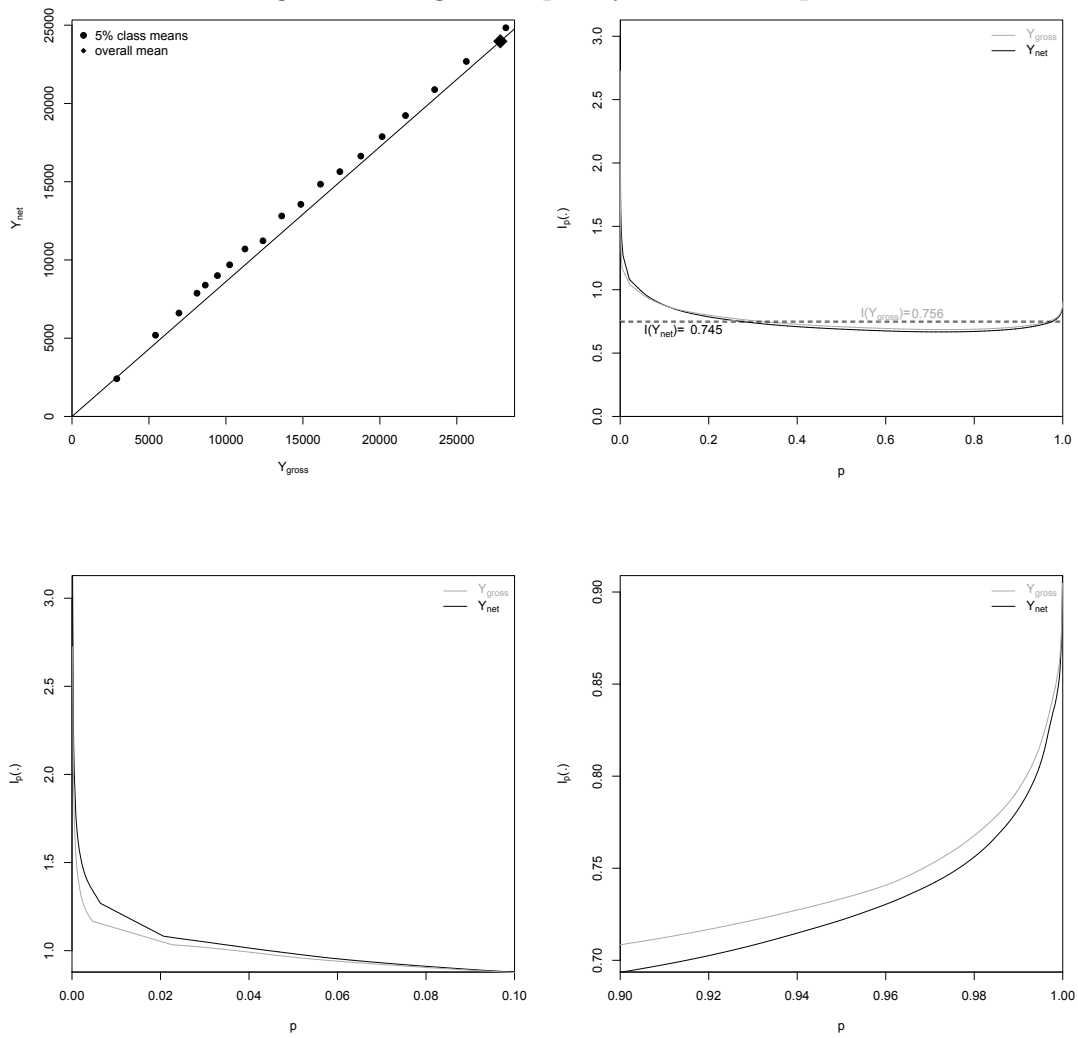 5% class means
overall mean
0 5000 10000 15000 20000 25000
Y_net
0 5000 10000 15000 20000 25000
Y_gross
Y_gross
Y_net
I(Y_gross)=0.756
I(Y_net)= 0.745
0.0 0.5 1.0 1.5 2.0 2.5 3.0
I_p(.)
0.0 0.2 0.4 0.6 0.8 1.0
p
Y_gross
Y_net
1.0 1.5 2.0 2.5 3.0
I_p(.)
0.00 0.02 0.04 0.06 0.08 0.10
p
Y_gross
Y_net
0.70 0.75 0.80 0.85 0.90
I_p(.)
0.90 0.92 0.94 0.96 0.98 1.00
p